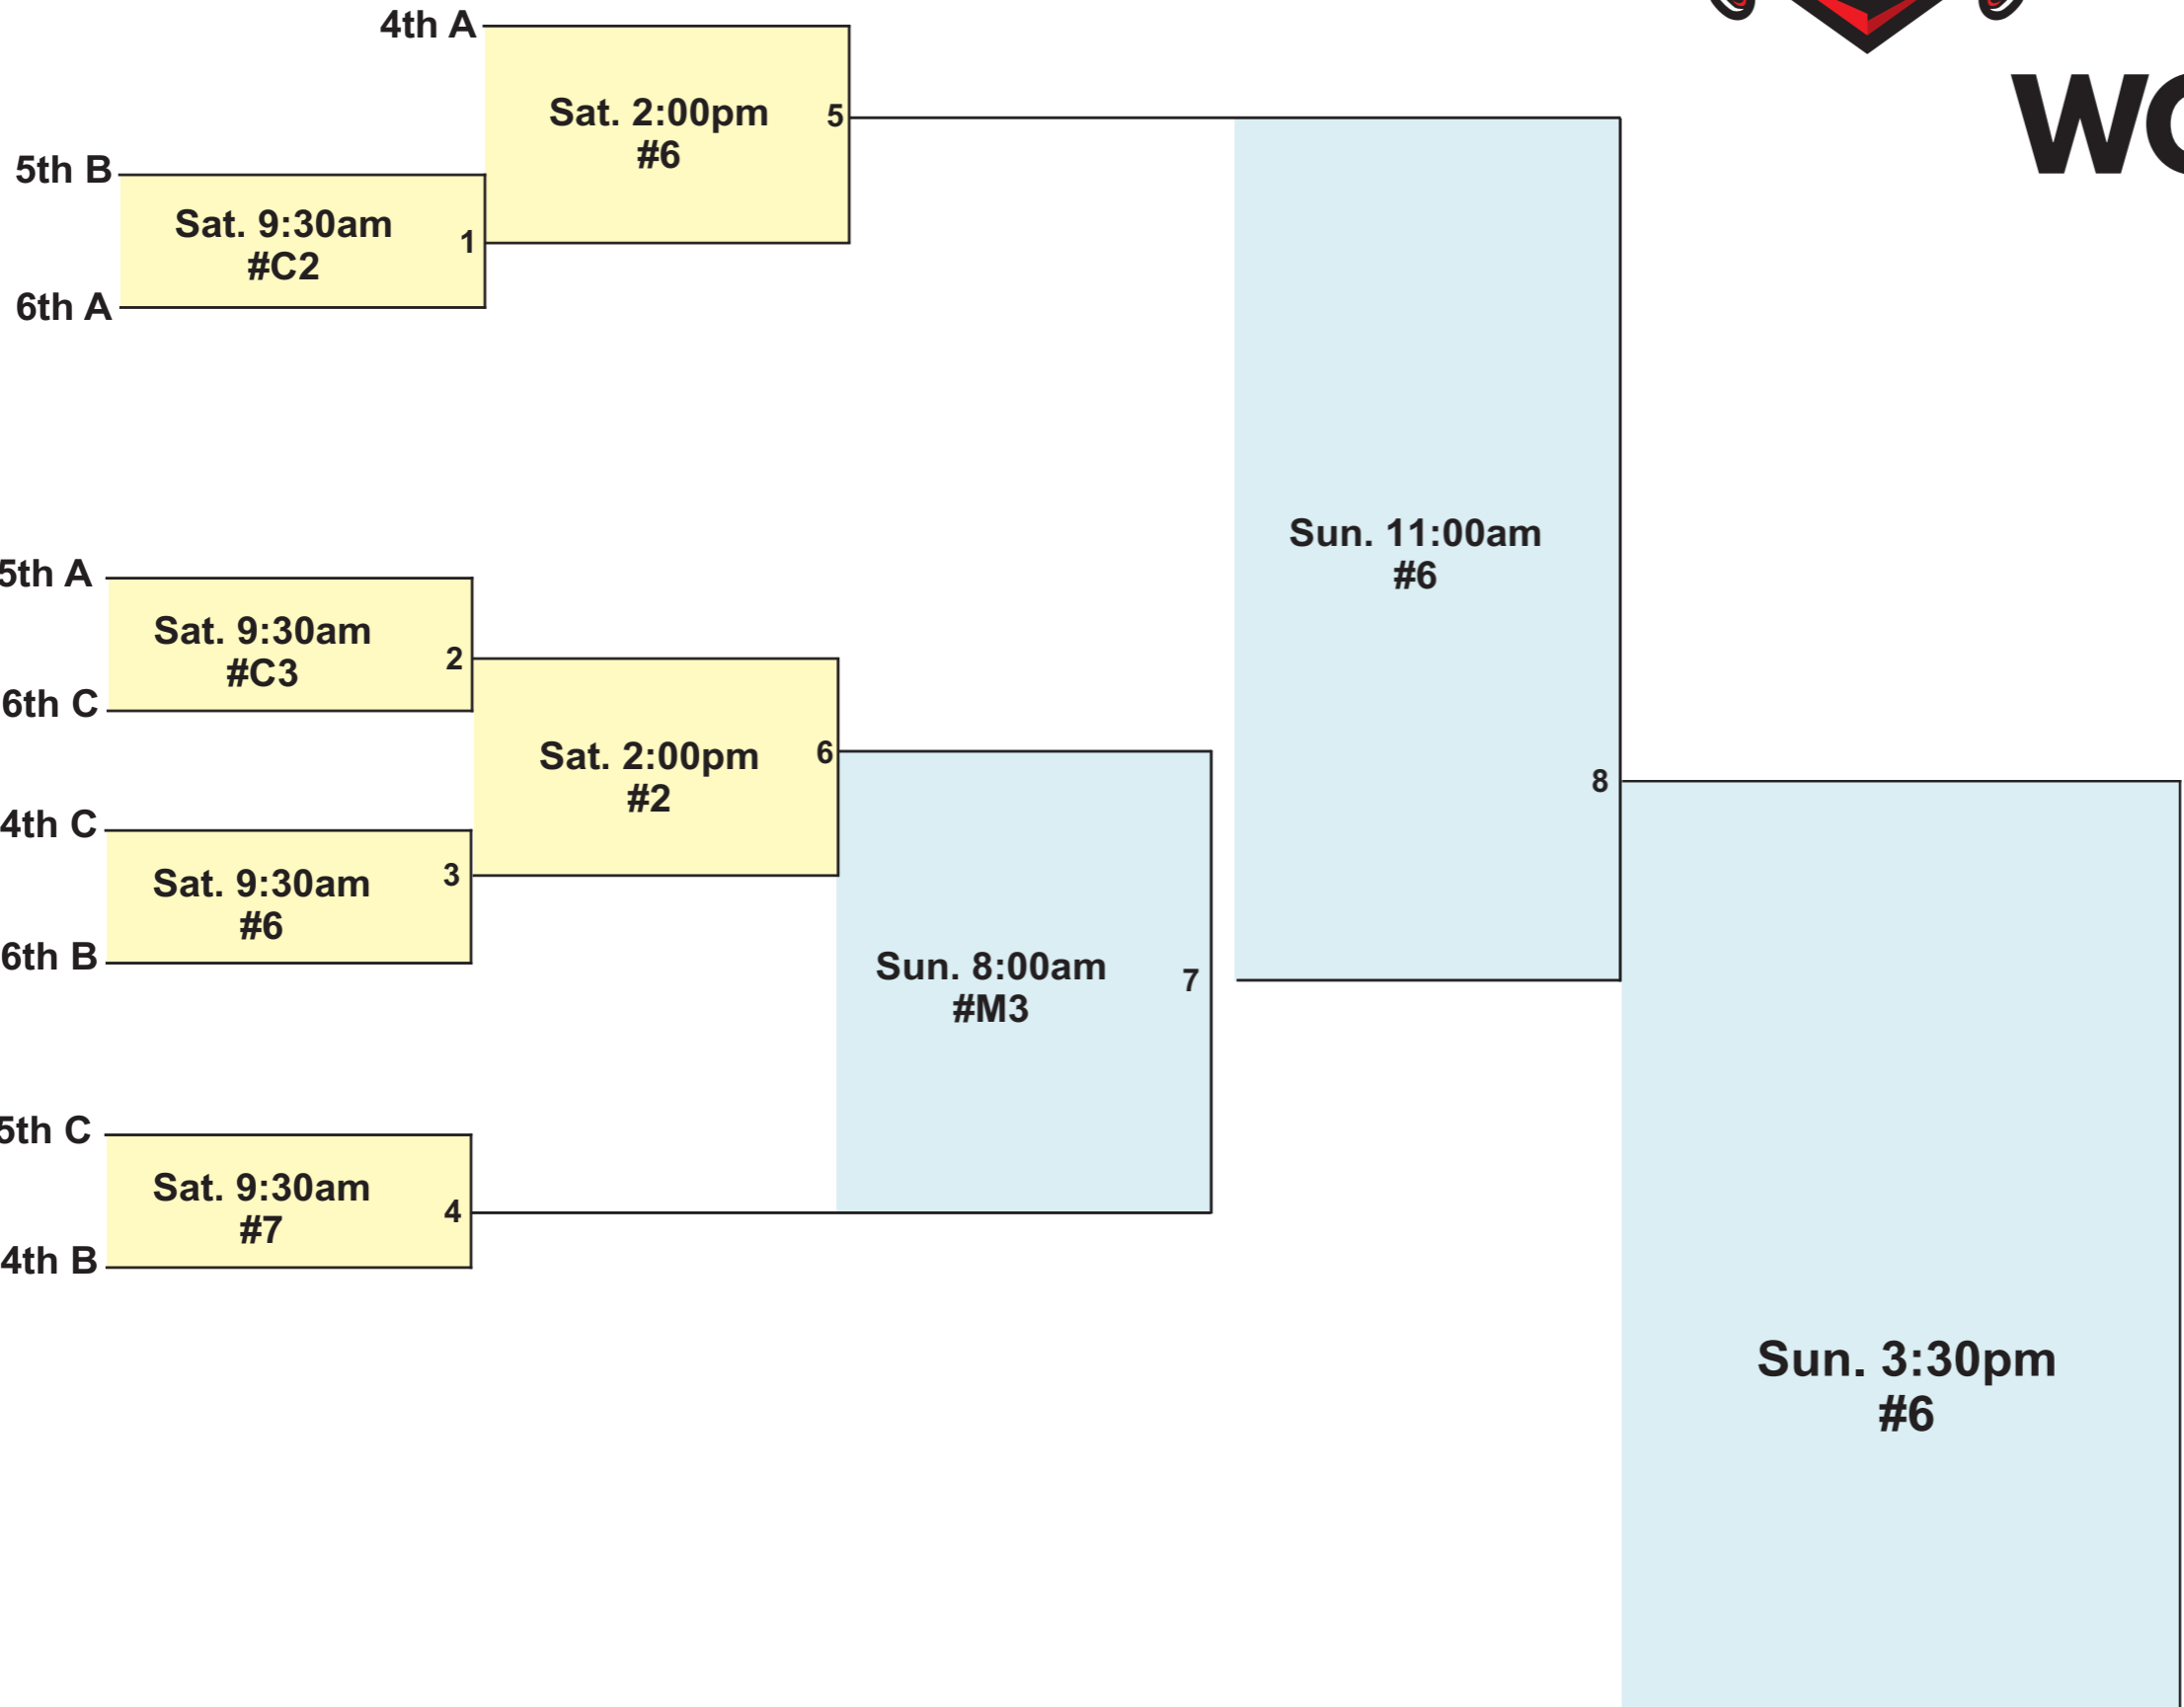 4th A
Sat. 2:00pm
#6
5
5th B
Sat. 9:30am
#C2
1
6th A
Sun. 11:00am
#6
5th A
Sat. 9:30am
#C3
2
6th C
Sat. 2:00pm
#2
6
8
4th C
Sat. 9:30am
#6
3
6th B
Sun. 8:00am
#M3
7
5th C
Sat. 9:30am
#7
4
4th B
Sun. 3:30pm
#6